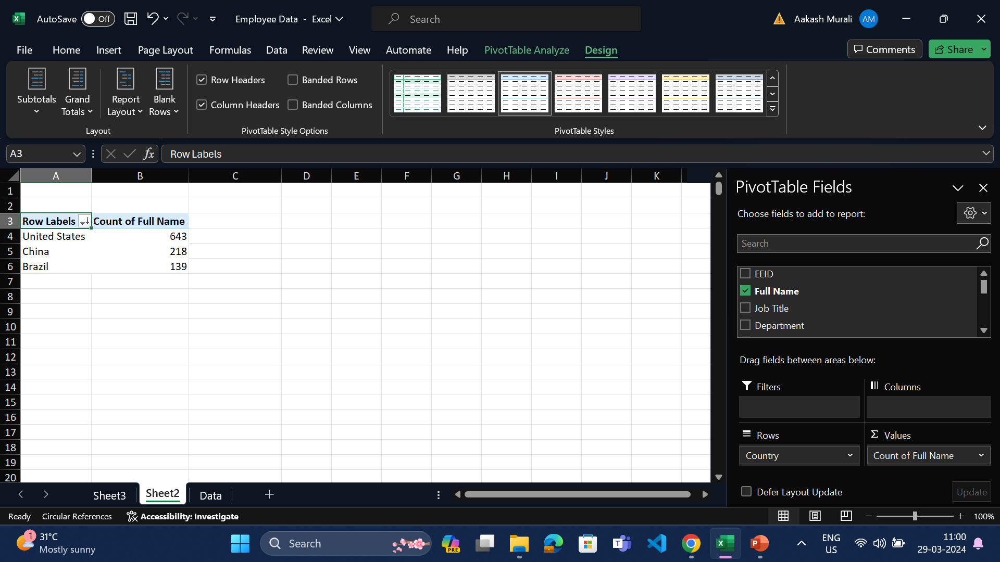 AutoSave Off Employee Data - Excel Search Aakash Murali AM
File Home Insert Page Layout Formulas Data Review View Automate Help PivotTable Analyze Design Comments Share
Subtotals Grand Totals Report Layout Blank Rows
Row Headers Banded Rows
Column Headers Banded Columns
Layout PivotTable Style Options PivotTable Styles
A3 fx Row Labels
A B C D E F G H I J K
1
2
3 Row Labels Count of Full Name
4 United States 643
5 China 218
6 Brazil 139
7
8
9
10
11
12
13
14
15
16
17
18
19
20
PivotTable Fields
Choose fields to add to report:
Search
EEID
Full Name
Job Title
Department
Drag fields between areas below:
Filters Columns
Rows Σ Values
Country Count of Full Name
Defer Layout Update Update
Sheet3 Sheet2 Data
Ready Circular References Accessibility: Investigate 100%
1 31°C
Mostly sunny
Search
PRE
ENG
US
11:00
29-03-2024